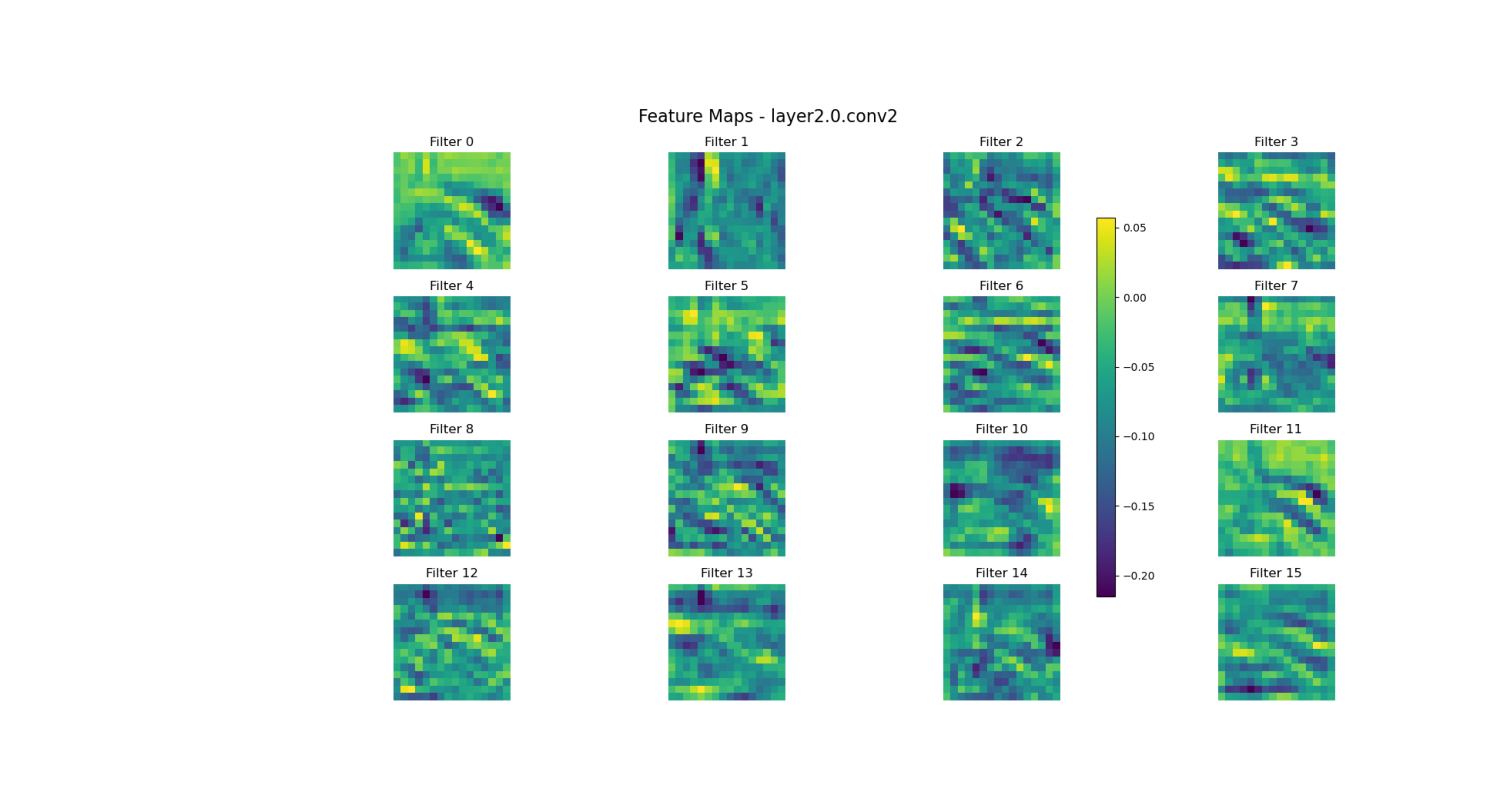 Feature Maps - layer2.0.conv2
Filter 0
Filter 1
Filter 2
Filter 3
Filter 4
Filter 5
Filter 6
Filter 7
Filter 8
Filter 9
Filter 10
Filter 11
Filter 12
Filter 13
Filter 14
Filter 15
0.05
0.00
−0.05
−0.10
−0.15
−0.20